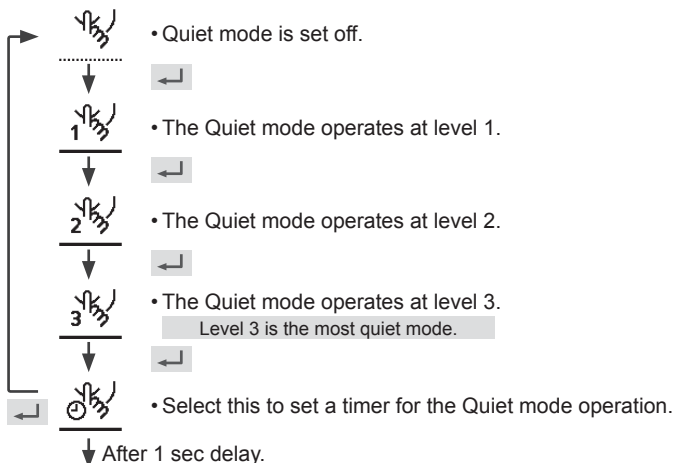 • Quiet mode is set off.
1
• The Quiet mode operates at level 1.
2
• The Quiet mode operates at level 2.
3
• The Quiet mode operates at level 3.
Level 3 is the most quiet mode.
• Select this to set a timer for the Quiet mode operation.
After 1 sec delay.